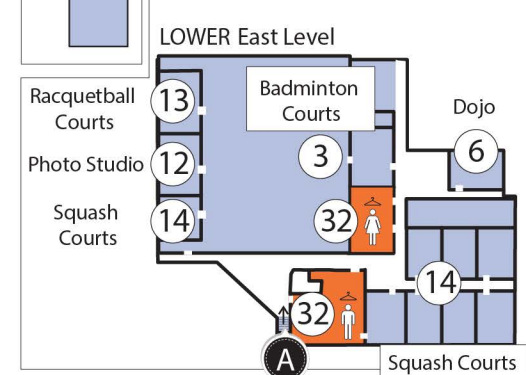 LOWER East Level
Badminton
Courts
Racquetball
Courts
13
Dojo
6
3
Photo Studio
12
Squash
Courts
14
32
14
32
A
Squash Courts